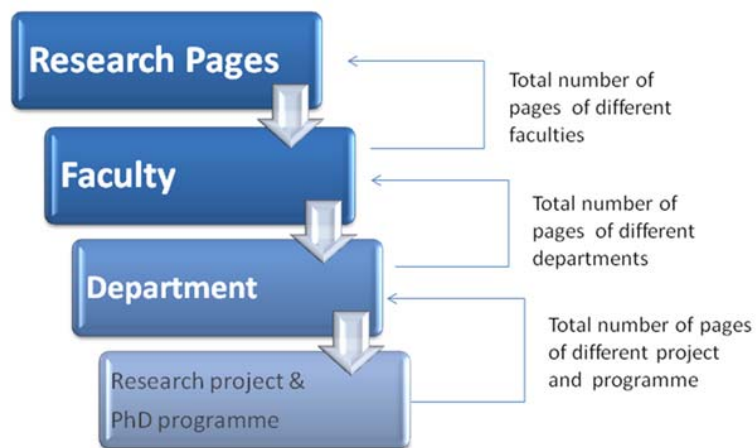 Research Pages
Total number of
pages of different
faculties
Faculty
Total number of
pages of different
departments
Department
Total number of pages
of different project
and programme
Research project &
PhD programme